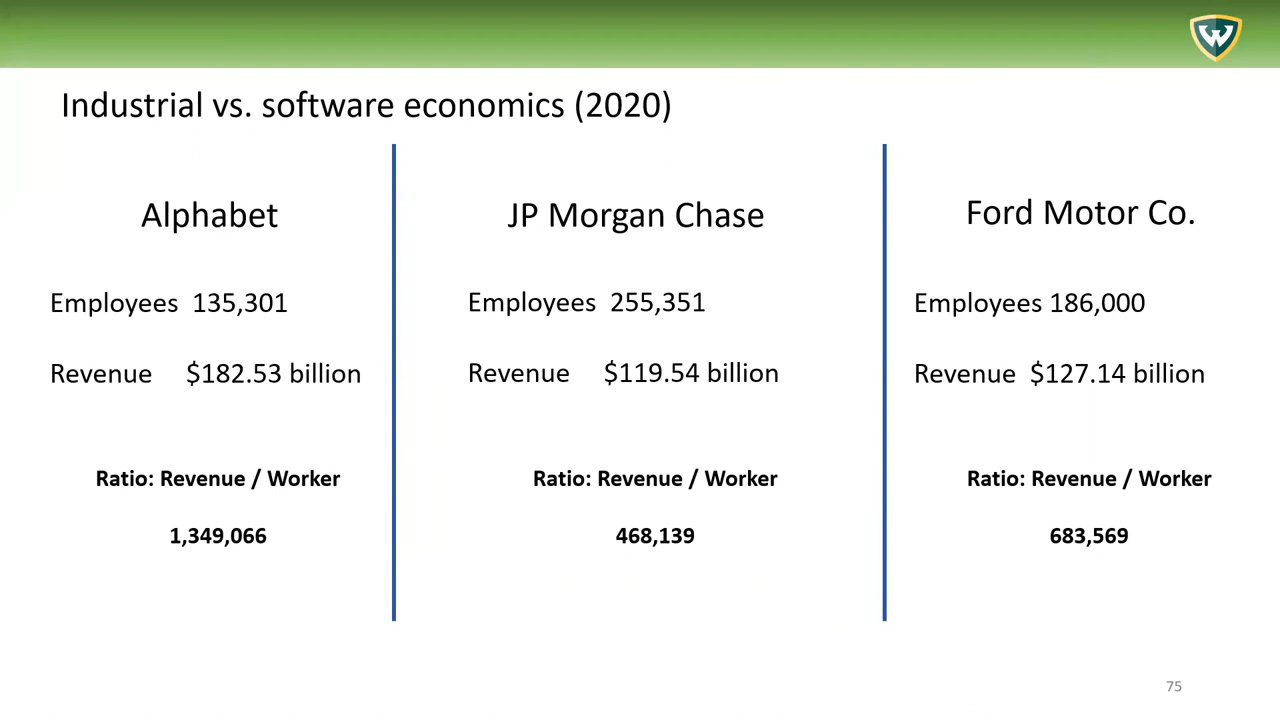 Industrial vs. software economics (2020)
Alphabet
Employees 135,301
Revenue $182.53 billion
Ratio: Revenue / Worker
1,349,066
JP Morgan Chase
Employees 255,351
Revenue $119.54 billion
Ratio: Revenue / Worker
468,139
Ford Motor Co.
Employees 186,000
Revenue $127.14 billion
Ratio: Revenue / Worker
683,569
75